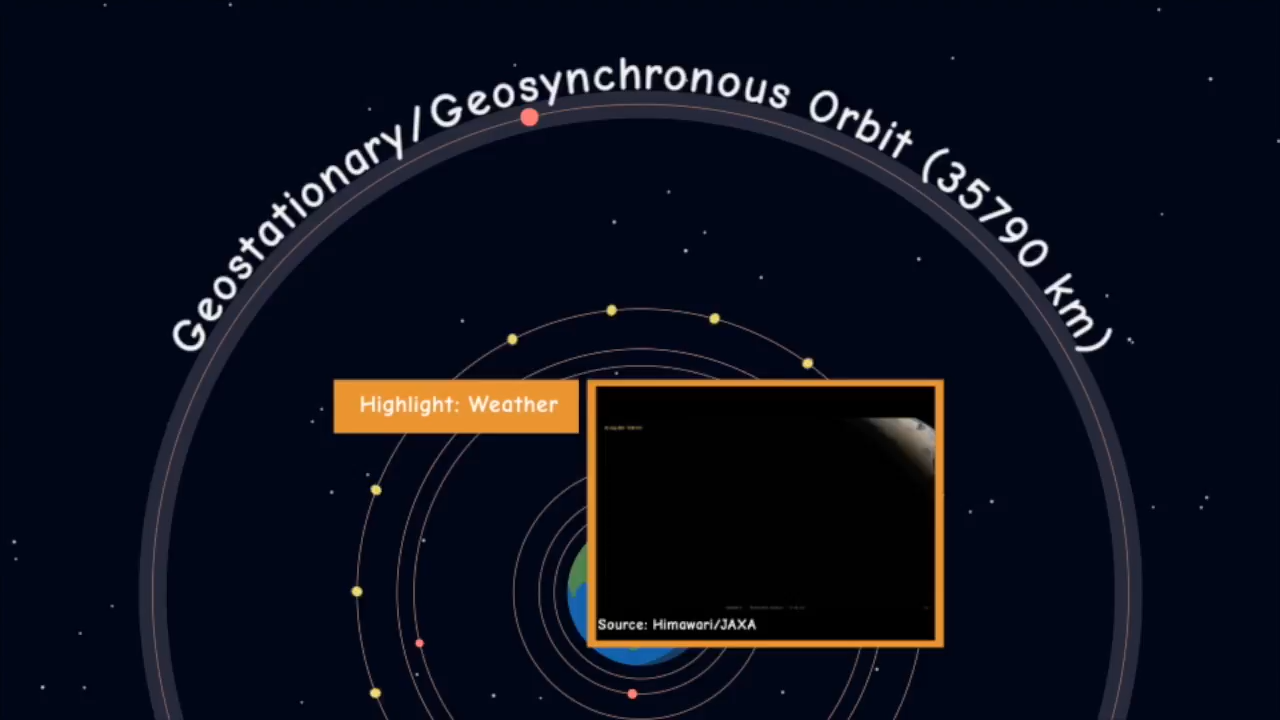 Geostationary/Geosynchronous Orbit (35790 km)
Highlight: Weather
Source: Himawari/JAXA